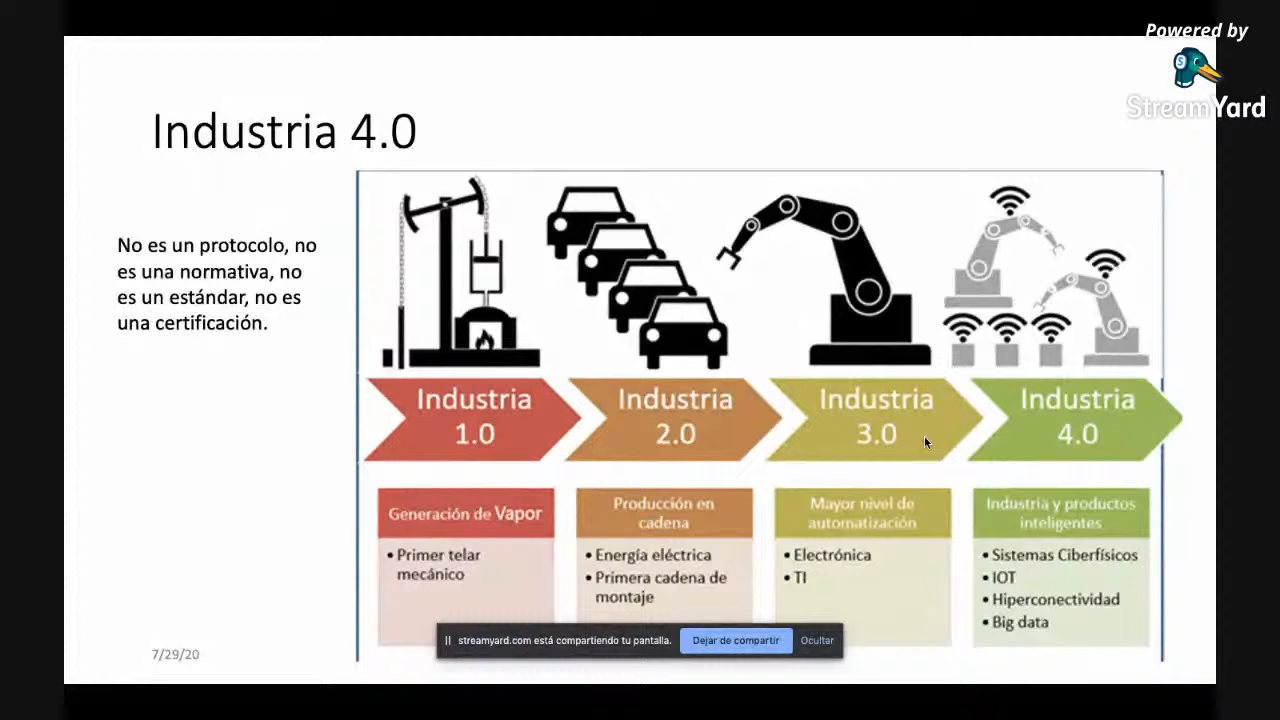 Powered by
StreamYard
Industria 4.0
No es un protocolo, no
es una normativa, no
es un estándar, no es
una certificación.
Industria
1.0
Industria
2.0
Industria
3.0
Industria
4.0
Generación de Vapor
• Primer telar
mecánico
Producción en
cadena
• Energía eléctrica
• Primera cadena de
montaje
Mayor nivel de
automatización
• Electrónica
• TI
Industria y productos
inteligentes
• Sistemas Ciberfísicos
• IOT
• Hiperconectividad
• Big data
streamyard.com está compartiendo tu pantalla.
Dejar de compartir
Ocultar
7/29/20